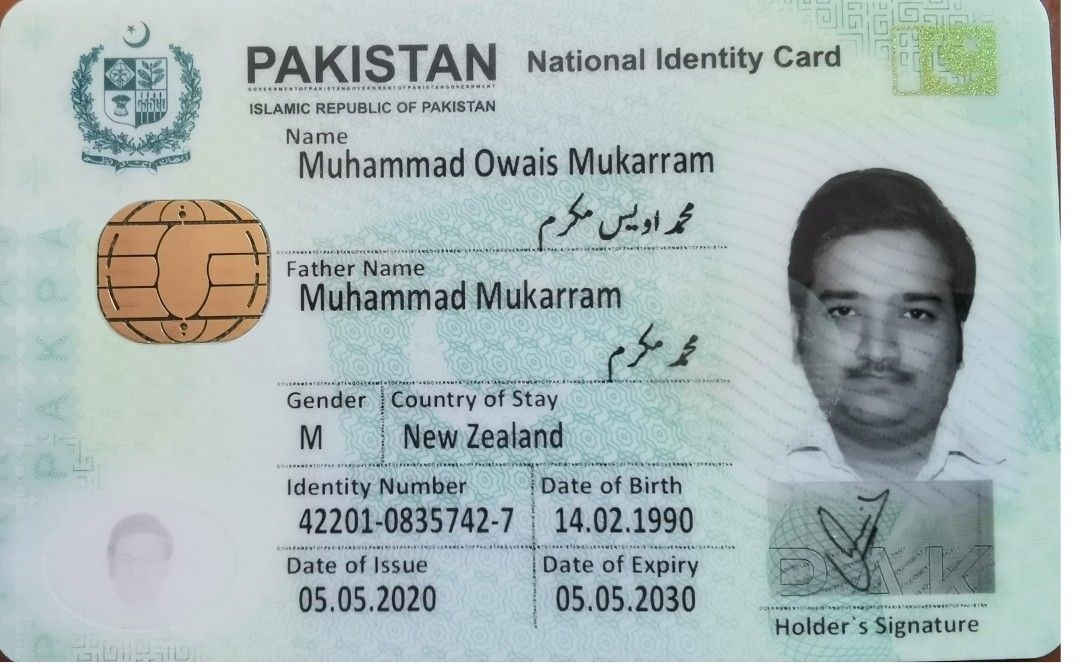 PAKISTAN National Identity Card
ISLAMIC REPUBLIC OF PAKISTAN
Name
Muhammad Owais Mukarram
محمد اویس مکرم
Father Name
Muhammad Mukarram
محمد مکرم
Gender Country of Stay
M New Zealand
Identity Number Date of Birth
42201-0835742-7 14.02.1990
Date of Issue Date of Expiry
05.05.2020 05.05.2030
PAK
Holder`s Signature